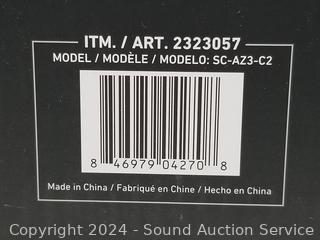 ITM. / ART. 2323057
MODEL / MODÈLE / MODELO: SC-AZ3-C2
8 46979 04270 8
Made in China / Fabriqué en Chine / Hecho en China
Copyright © 2024 - Sound Auction Service